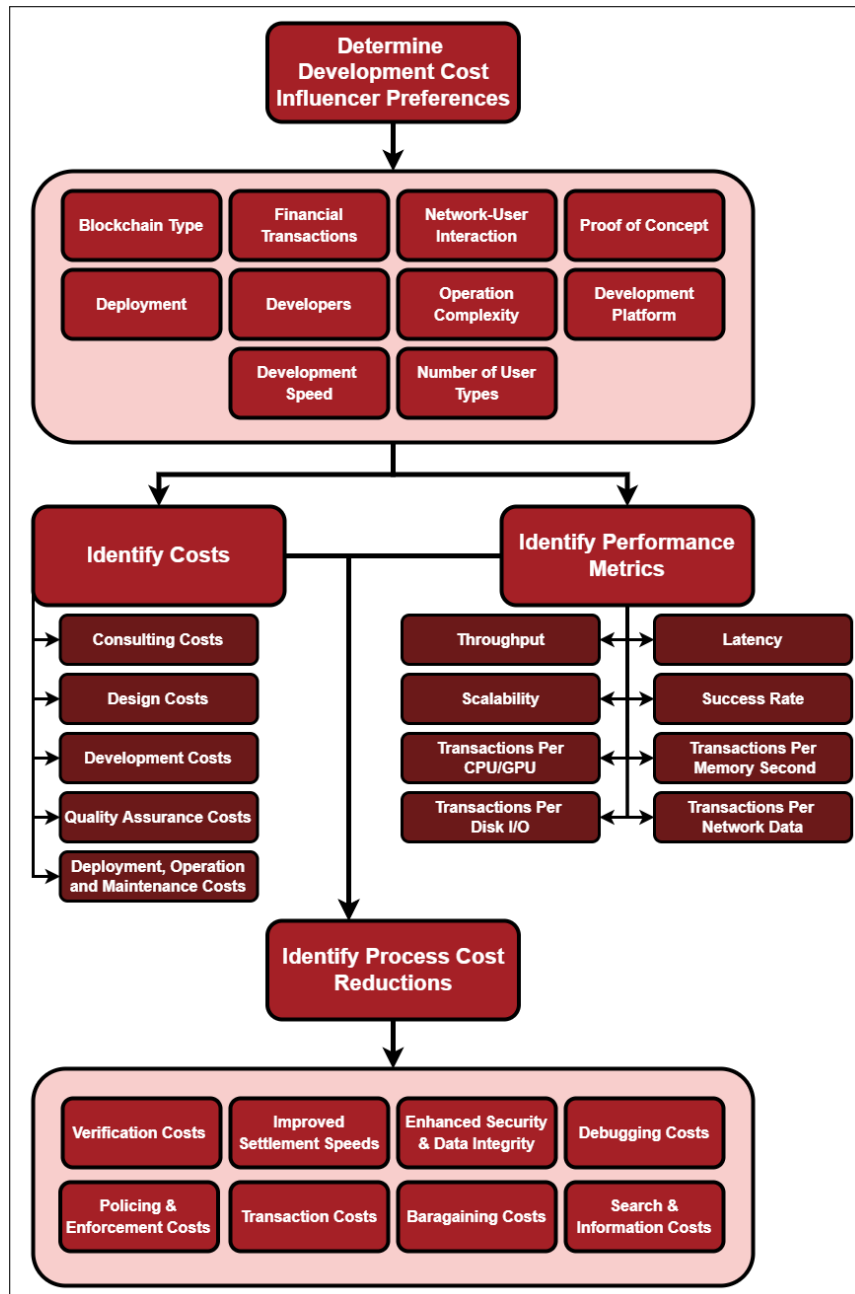 Determine
Development Cost
Influencer Preferences
Blockchain Type
Financial
Transactions
Network-User
Interaction
Proof of Concept
Deployment
Developers
Operation
Complexity
Development
Platform
Development
Speed
Number of User
Types
Identify Costs
Identify Performance
Metrics
Consulting Costs
Design Costs
Development Costs
Quality Assurance Costs
Deployment, Operation
and Maintenance Costs
Throughput
Latency
Scalability
Success Rate
Transactions Per
CPU/GPU
Transactions Per
Memory Second
Transactions Per
Disk I/O
Transactions Per
Network Data
Identify Process Cost
Reductions
Verification Costs
Improved
Settlement Speeds
Enhanced Security
& Data Integrity
Debugging Costs
Policing &
Enforcement Costs
Transaction Costs
Baragaining Costs
Search &
Information Costs